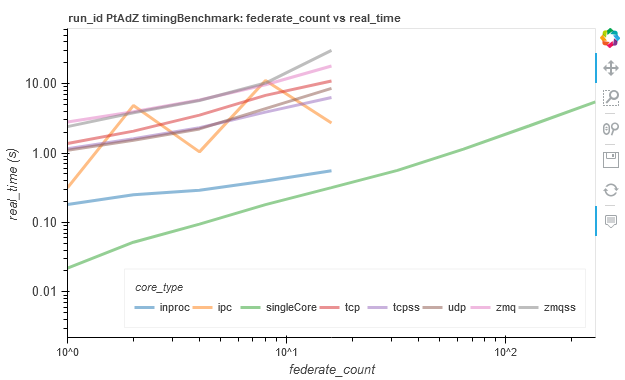 run_id PtAdZ timingBenchmark: federate_count vs real_time
real_time (s)
10.00
1.00
0.10
0.01
core_type
inproc ipc singleCore tcp tcpss udp zmq zmqss
10^0 10^1 10^2
federate_count